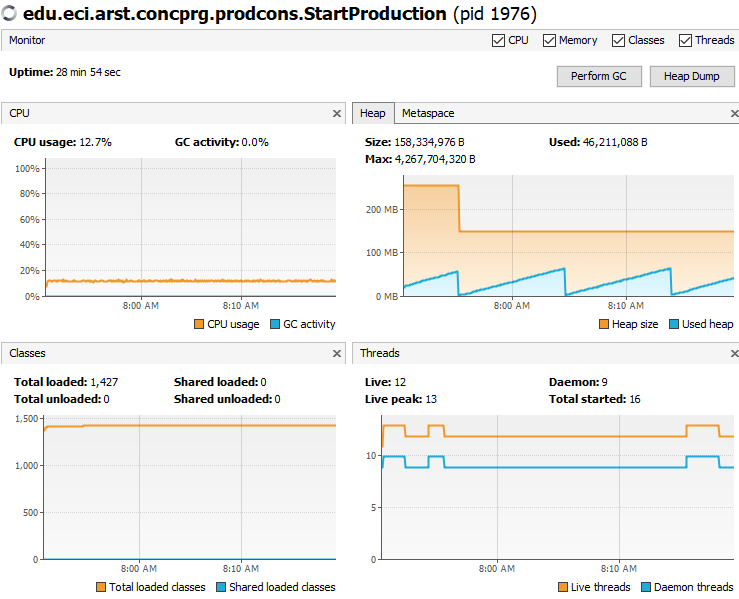 edu.eci.arst.concprg.prodcons.StartProduction (pid 1976)
Monitor
CPU Memory Classes Threads
Uptime: 28 min 54 sec
Perform GC Heap Dump
CPU
CPU usage: 12.7% GC activity: 0.0%
100%
80%
60%
40%
20%
0%
8:00 AM 8:10 AM
CPU usage GC activity
Heap Metaspace
Size: 158,334,976 B Used: 46,211,088 B
Max: 4,267,704,320 B
200 MB
100 MB
0 MB
8:00 AM 8:10 AM
Heap size Used heap
Classes
Total loaded: 1,427 Shared loaded: 0
Total unloaded: 0 Shared unloaded: 0
1,500
1,000
500
0
8:00 AM 8:10 AM
Total loaded classes Shared loaded classes
Threads
Live: 12 Daemon: 9
Live peak: 13 Total started: 16
10
5
0
8:00 AM 8:10 AM
Live threads Daemon threads